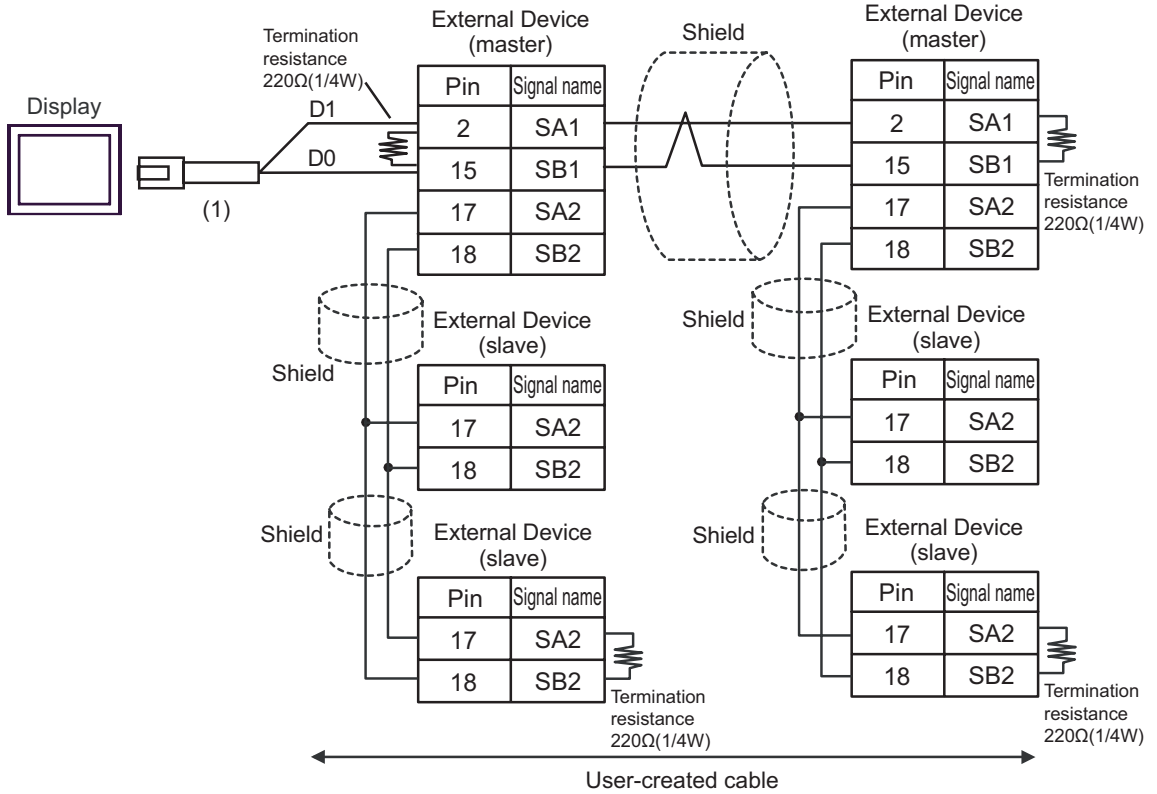 Display
(1)
D1
D0
Termination
resistance
220Ω(1/4W)
External Device
(master)
Pin Signal name
2 SA1
15 SB1
17 SA2
18 SB2
Shield
External Device
(master)
Pin Signal name
2 SA1
15 SB1
17 SA2
18 SB2
Termination
resistance
220Ω(1/4W)
Shield
External Device
(slave)
Pin Signal name
17 SA2
18 SB2
Shield
External Device
(slave)
Pin Signal name
17 SA2
18 SB2
Shield
External Device
(slave)
Pin Signal name
17 SA2
18 SB2
Termination
resistance
220Ω(1/4W)
Shield
External Device
(slave)
Pin Signal name
17 SA2
18 SB2
Termination
resistance
220Ω(1/4W)
User-created cable